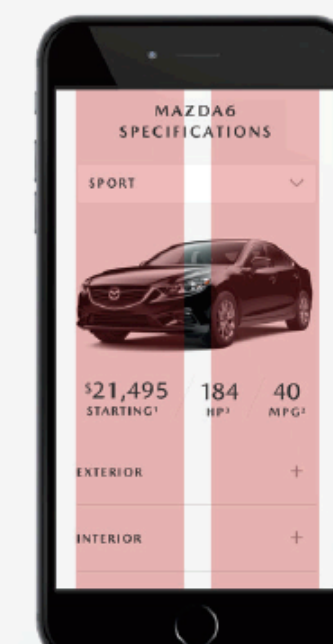 MAZDA6
SPECIFICATIONS
SPORT
$21,495 184 40
STARTING¹ HP³ MPG²
EXTERIOR +
INTERIOR +